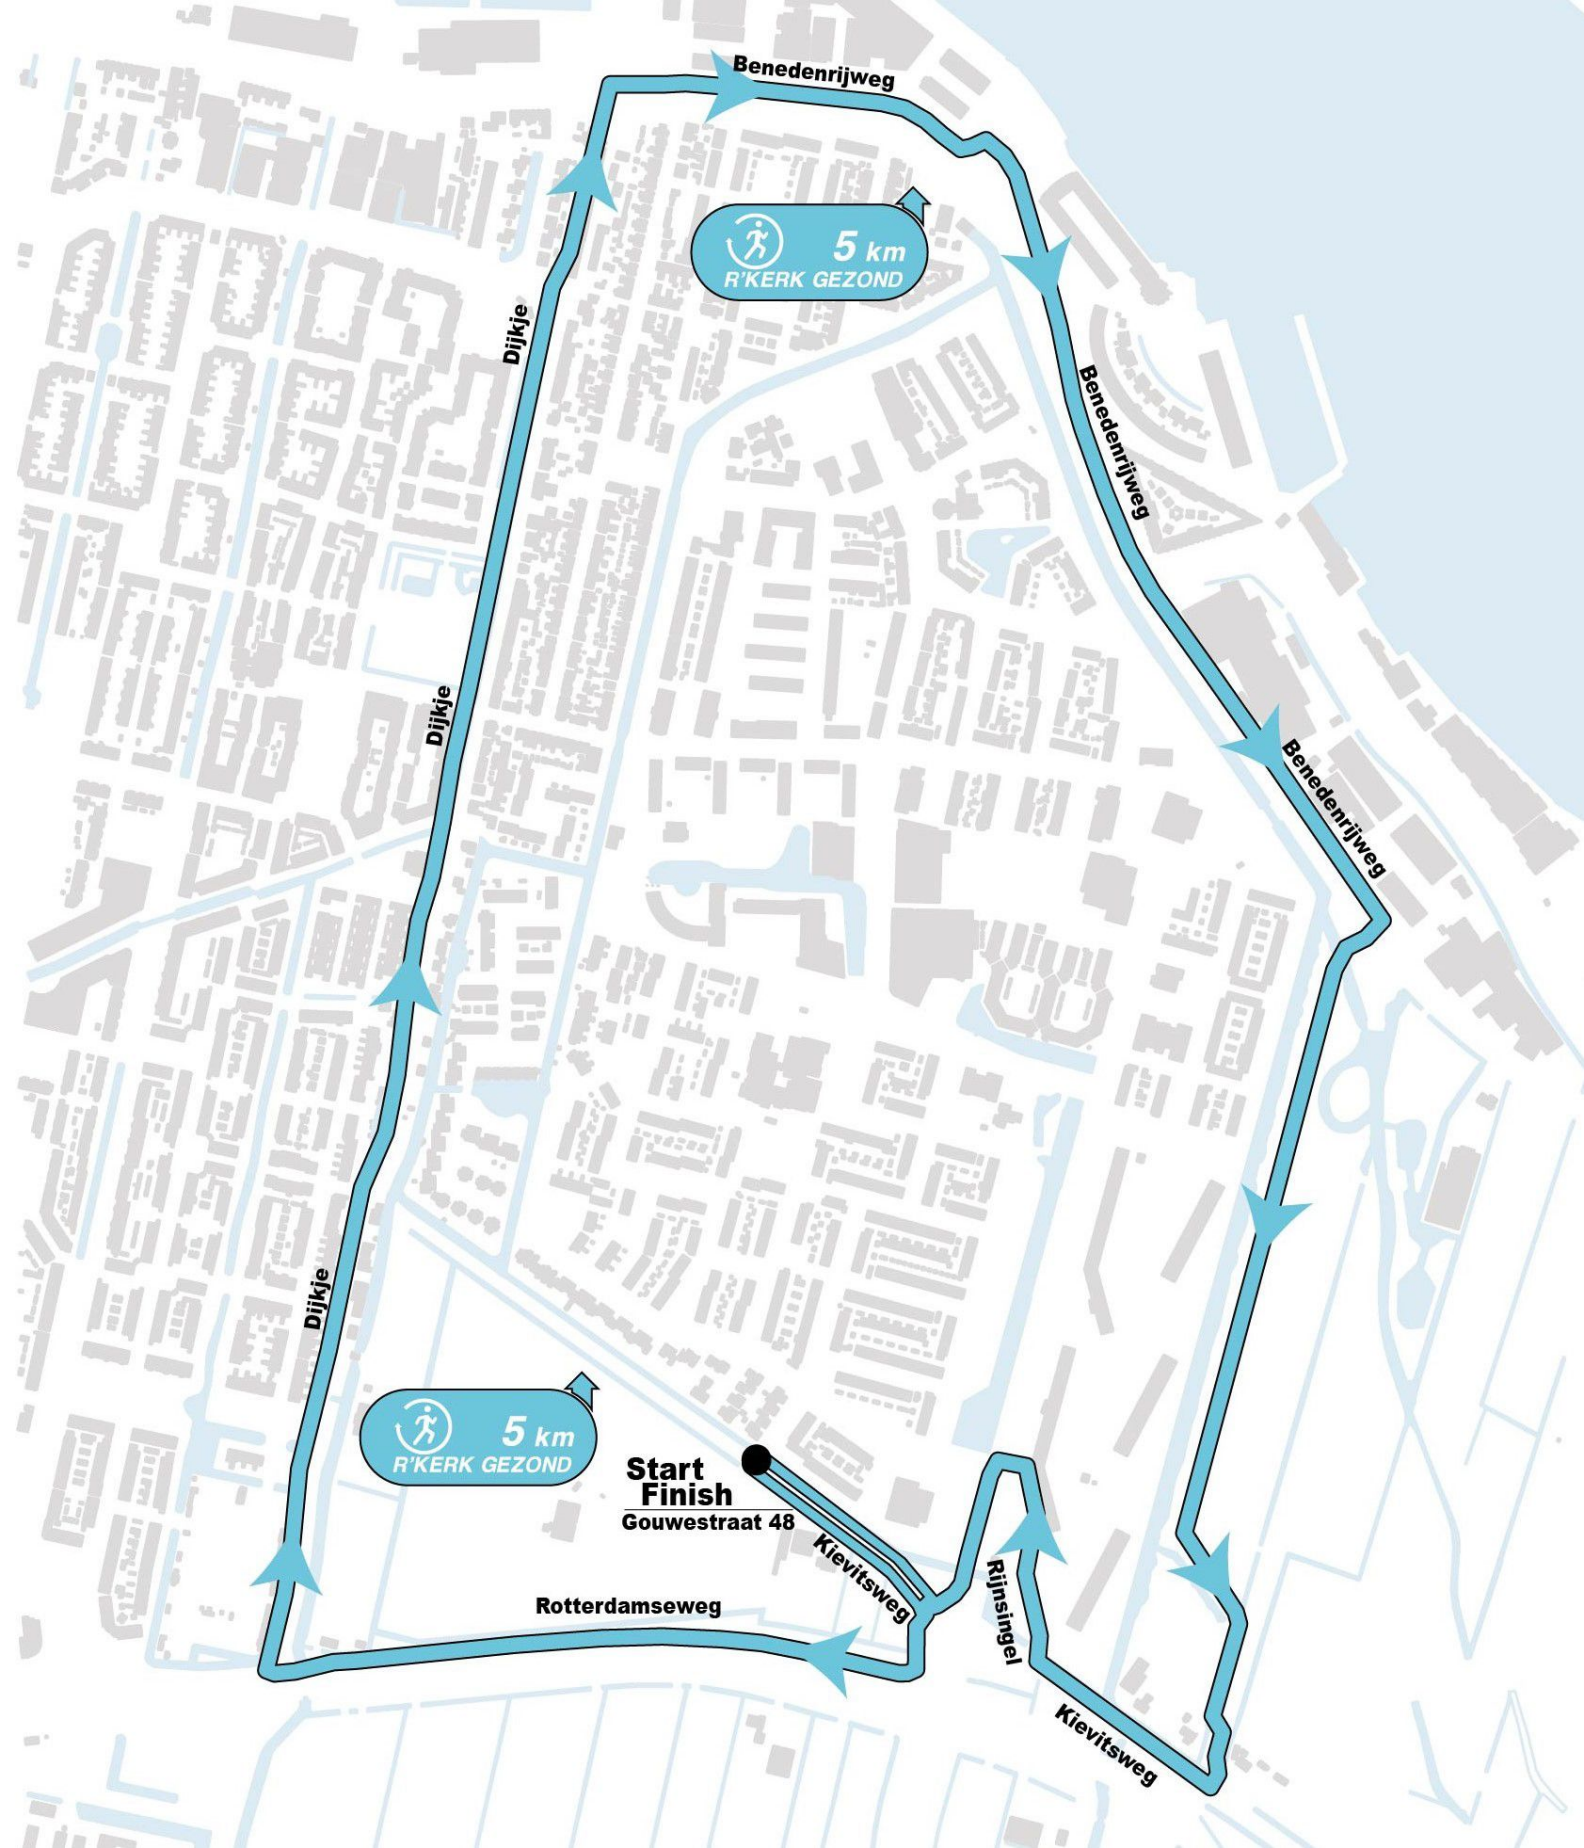 Benedenrijweg
5 km
R'KERK GEZOND
Dijkje
Benedenrijweg
Dijkje
Benedenrijweg
Dijkje
5 km
R'KERK GEZOND
Start
Finish
Gouwestraat 48
Kievitsweg
Rijnsingel
Rotterdamseweg
Kievitsweg